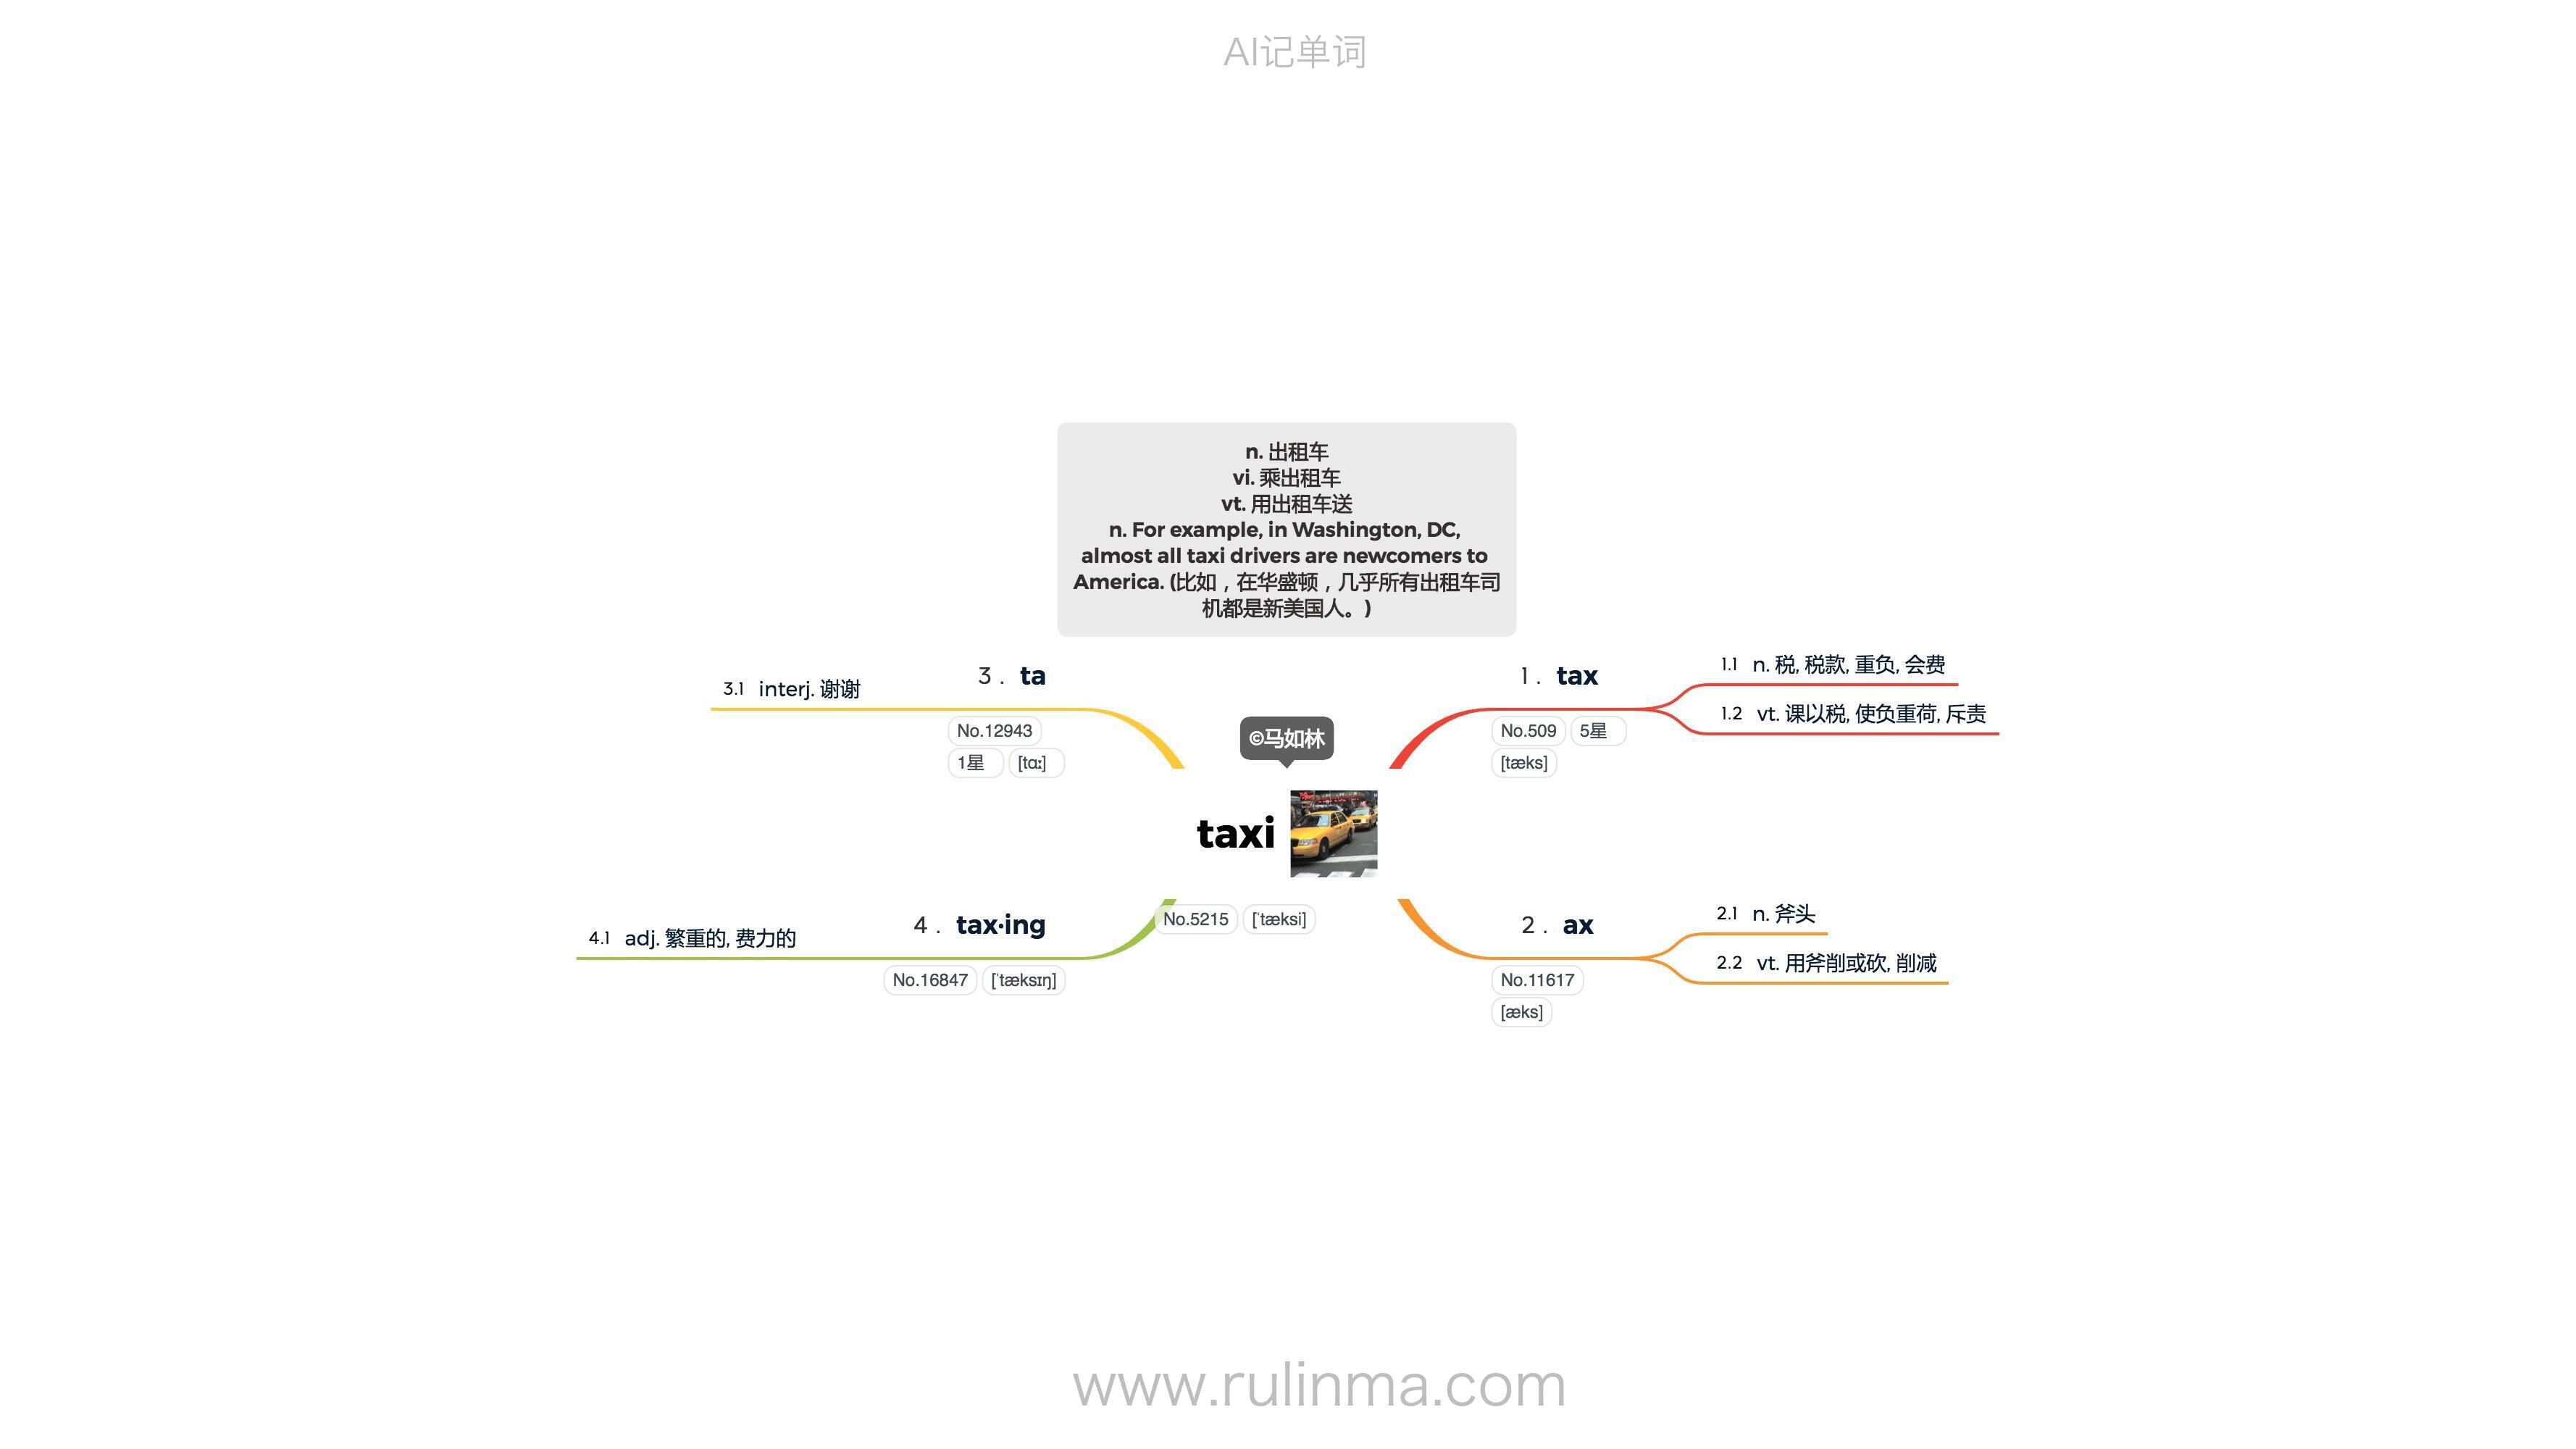 AI记单词
n. 出租车
vi. 乘出租车
vt. 用出租车送
n. For example, in Washington, DC,
almost all taxi drivers are newcomers to
America. (比如，在华盛顿，几乎所有出租车司
机都是新美国人。)
3 . ta
3.1 interj. 谢谢
No.12943
1星 [tɑː]
1 . tax
1.1 n. 税, 税款, 重负, 会费
1.2 vt. 课以税, 使负重荷, 斥责
No.509 5星
[tæks]
©马如林
taxi
No.5215 [ˈtæksi]
4 . tax·ing
4.1 adj. 繁重的, 费力的
No.16847 [ˈtæksɪŋ]
2 . ax
2.1 n. 斧头
2.2 vt. 用斧削或砍, 削减
No.11617
[æks]
www.rulinma.com